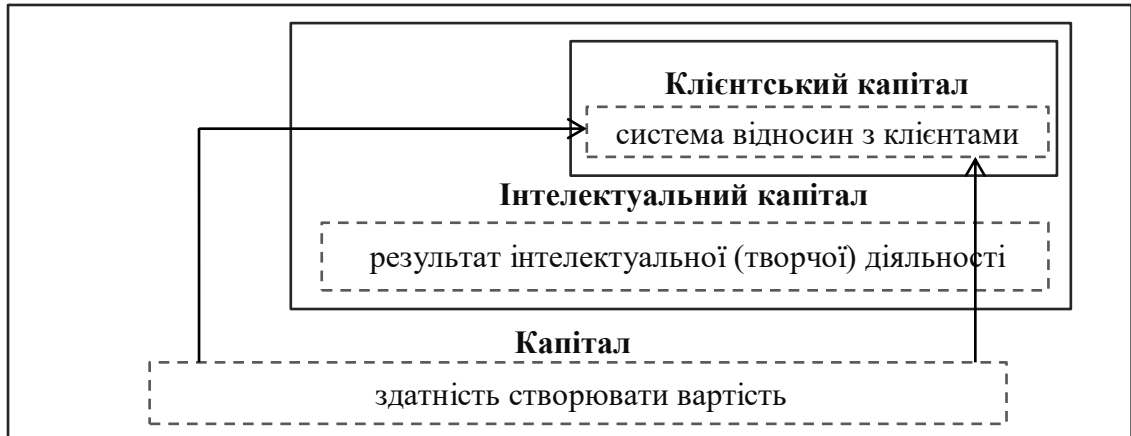 Клієнтський капітал
система відносин з клієнтами
Інтелектуальний капітал
результат інтелектуальної (творчої) діяльності
Капітал
здатність створювати вартість